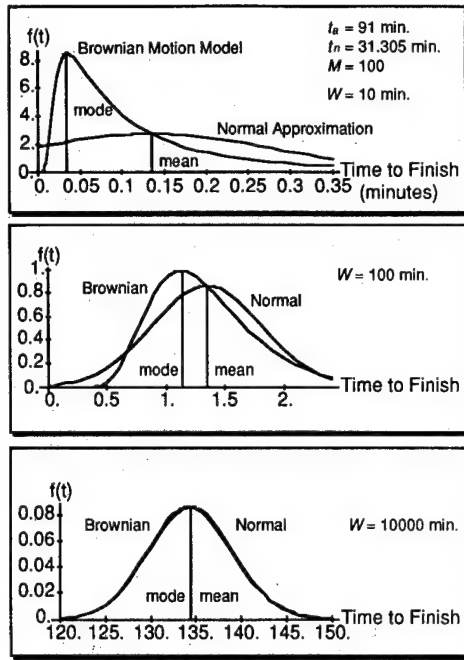 f(t)
Brownian Motion Model
tₐ = 91 min.
tₙ = 31.305 min.
M = 100
W = 10 min.
8.
6.
4.
2.
0.
mode
Normal Approximation
mean
Time to Finish
(minutes)
0. 0.05 0.1 0.15 0.2 0.25 0.3 0.35
f(t)
1.
0.8
0.6
0.4
0.2
0.
Brownian
Normal
W = 100 min.
mode
mean
Time to Finish
0. 0.5 1. 1.5 2.
f(t)
0.08
0.06
0.04
0.02
0.
Brownian
Normal
W = 10000 min.
mode
mean
Time to Finish
120. 125. 130. 135. 140. 145. 150.